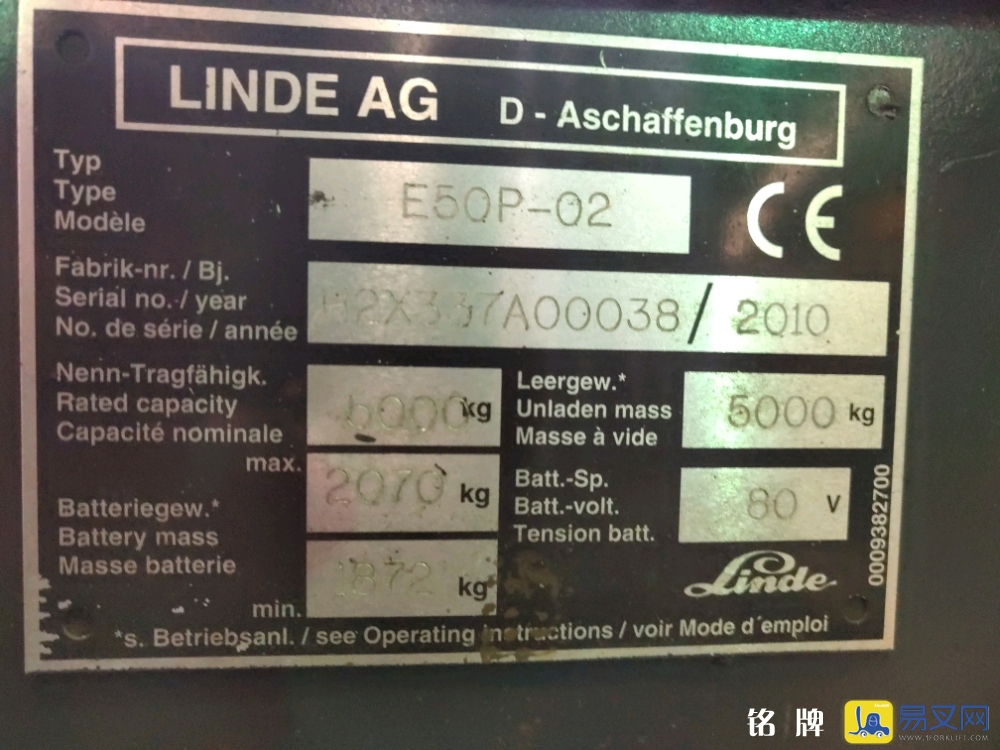 LINDE AG D - Aschaffenburg
Typ
Type
Modèle
E50P-02
CE
Fabrik-nr. / Bj.
Serial no. / year
No. de série / année
/ 2010
Nenn-Tragfähigk.
Rated capacity
Capacité nominale
kg
Leergew.*
Unladen mass
Masse à vide
5000 kg
max.
2070 kg
Batteriegew.*
Battery mass
Masse batterie
min.
kg
Batt.-Sp.
Batt.-volt.
Tension batt.
80 V
Linde
0009382700
*s. Betriebsanl. / see Operating Instructions / voir Mode d'emploi
铭牌
易叉网
WWW.1FORKLIFT.COM